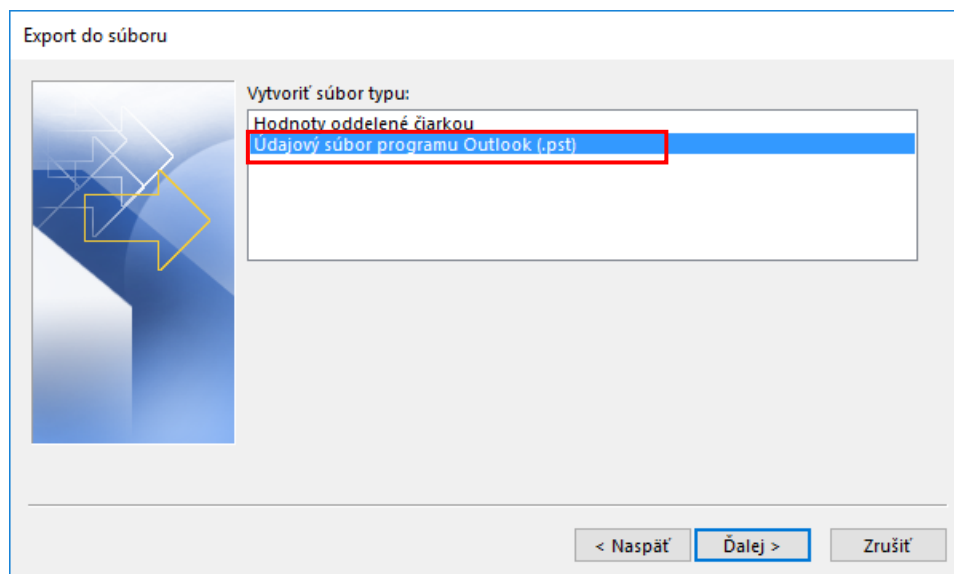 Export do súboru
Vytvoriť súbor typu:
Hodnoty oddelené čiarkou
Údajový súbor programu Outlook (.pst)
< Naspäť
Ďalej >
Zrušiť